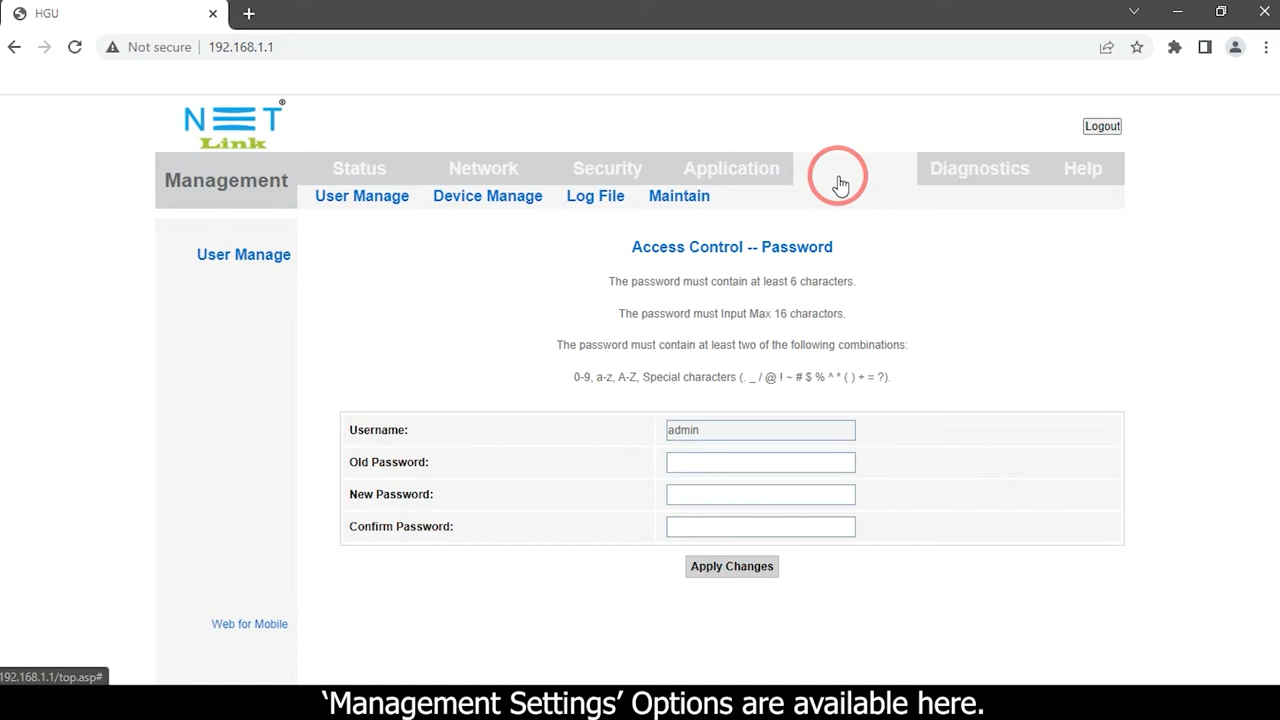 HGU
Not secure 192.168.1.1
NET ®
Link
Logout
Management Status Network Security Application Diagnostics Help
User Manage Device Manage Log File Maintain
User Manage
Access Control -- Password
The password must contain at least 6 characters.
The password must Input Max 16 charactors.
The password must contain at least two of the following combinations:
0-9, a-z, A-Z, Special characters (. _ / @ ! ~ # $ % ^ * ( ) + = ?).
Username: admin
Old Password:
New Password:
Confirm Password:
Apply Changes
Web for Mobile
192.168.1.1/top.asp#
‘Management Settings’ Options are available here.